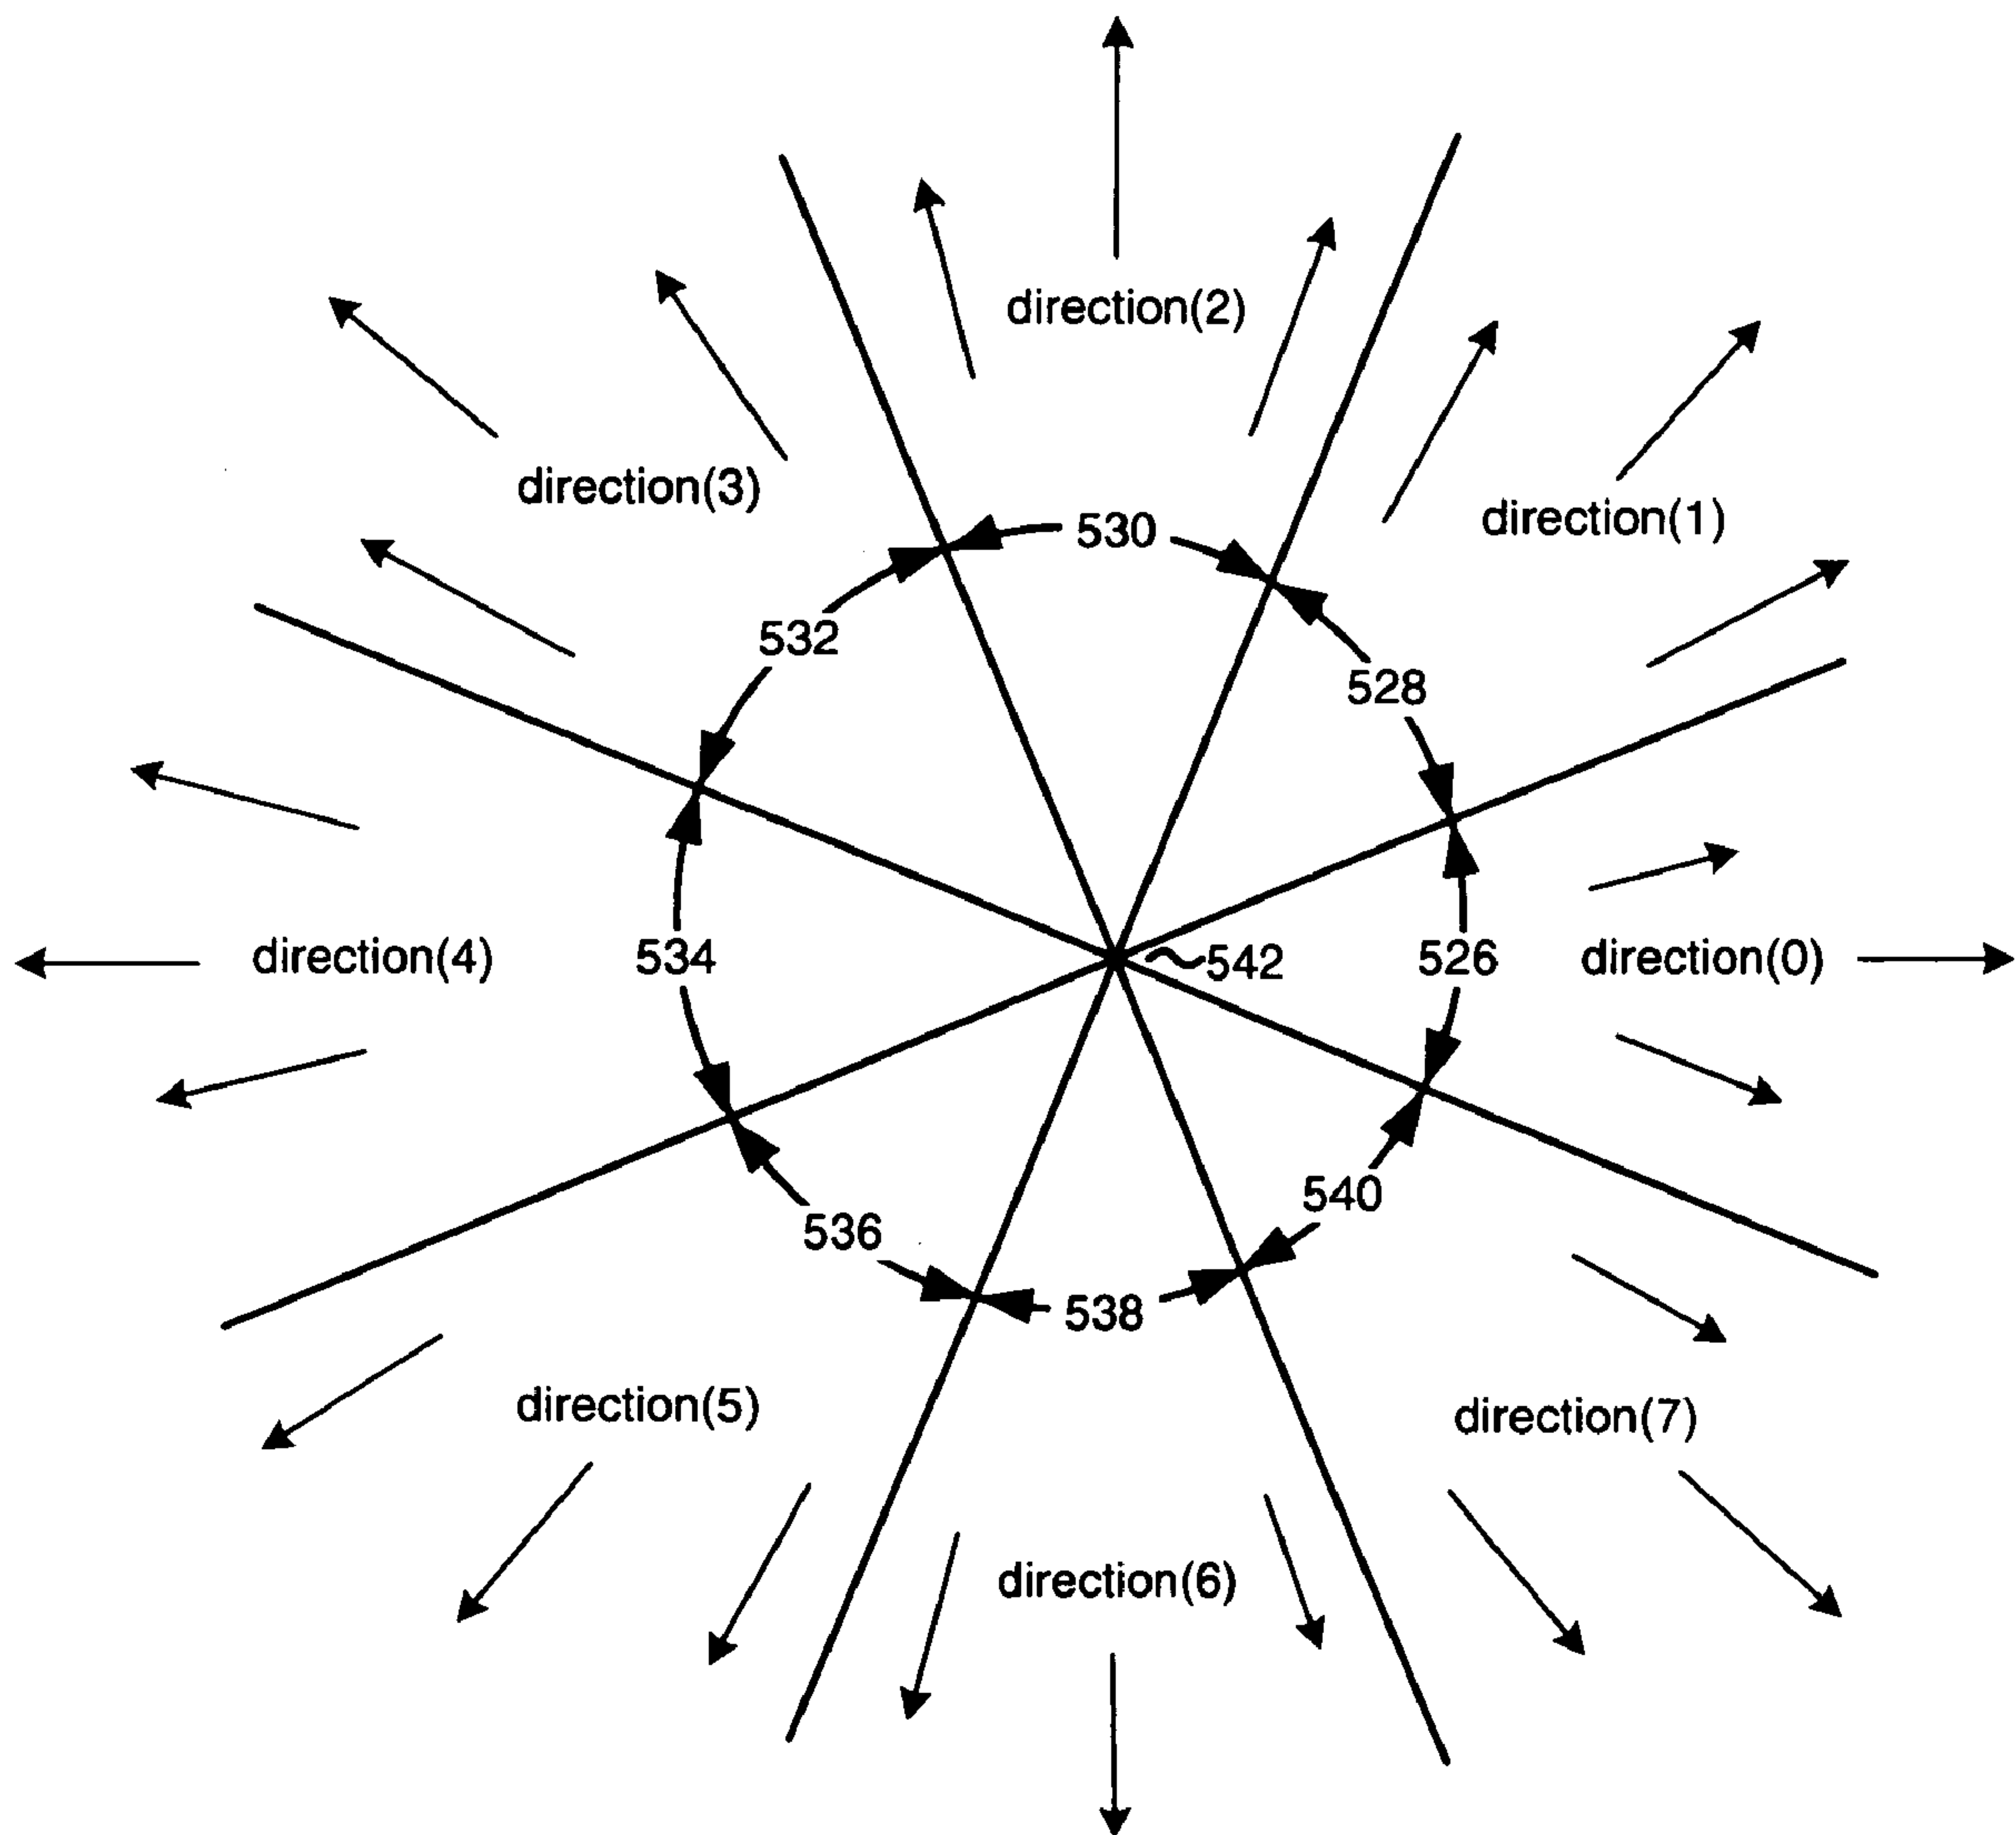 direction(2)
direction(3)
direction(1)
530
532
528
direction(4)
534
542
526
direction(0)
540
536
538
direction(5)
direction(7)
direction(6)